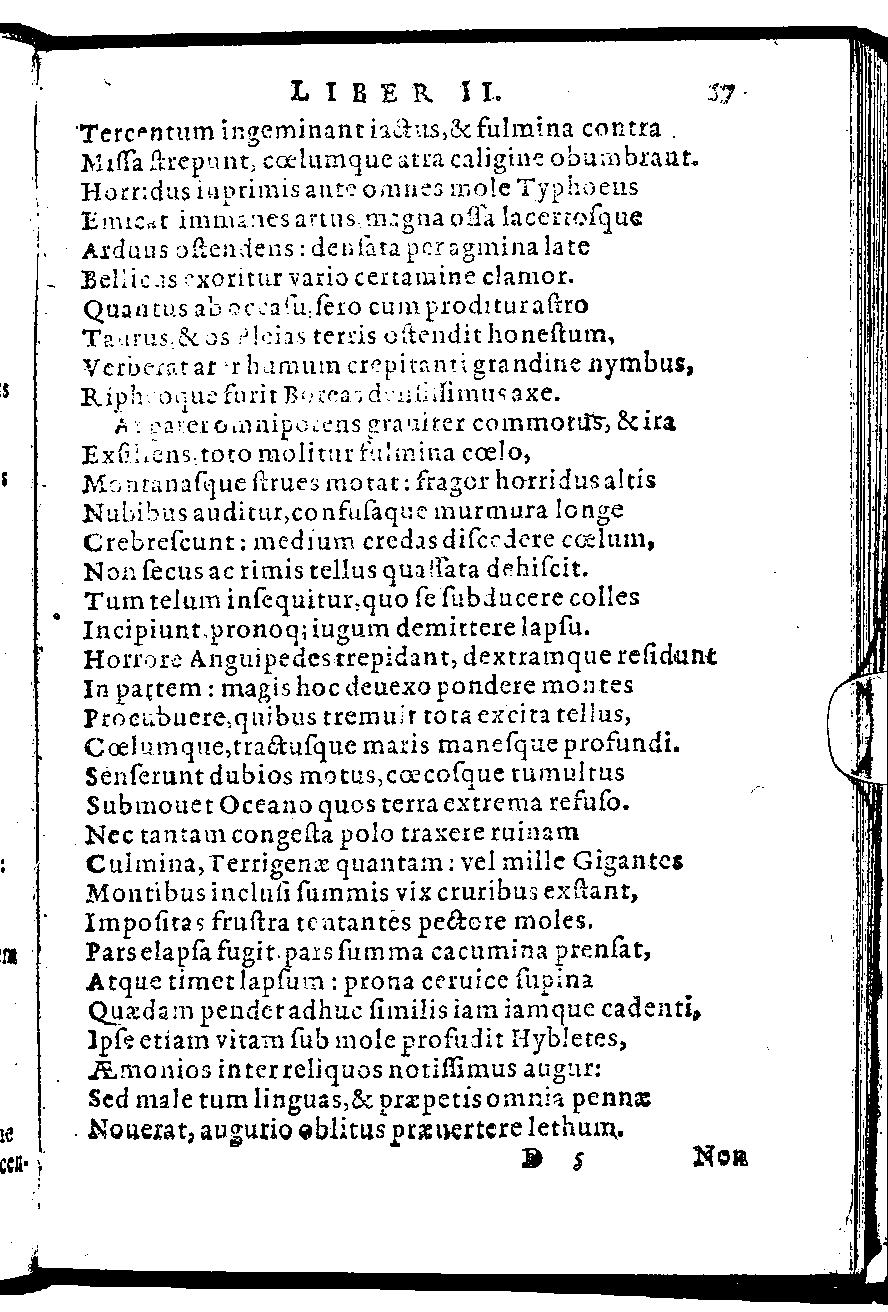 LIBER II. 57
Tercentum ingeminant iactus, & fulmina contra
Miſſa ſtrepunt, cœlumque atra caligine obumbrant.
Horridus inprimis ante omnes mole Typhoeus
Emicat immanes artus, magna oſſa lacertoſque
Arduus oſtendens: denſata per agmina late
Bellicus exoritur vario certamine clamor.
Quantus ab occaſu, ſero cum proditur aſtro
Taurus, & os Pleias terris oſtendit honeſtum,
Verberat ater humum crepitanti grandine nymbus,
Ripheoque furit Boreas denſiſſimus axe.
At pater omnipotens grauiter commotus, & ira
Exſiliens, toto molitur fulmina cœlo,
Montanaſque ſtrues motat: fragor horridus altis
Nubibus auditur, confuſaque murmura longe
Crebreſcunt: medium credas diſcedere cœlum,
Non ſecus ac rimis tellus quaſſata dehiſcit.
Tum telum inſequitur, quo ſe ſubducere colles
Incipiunt, pronoq; iugum demittere lapſu.
Horrore Anguipedes trepidant, dextramque reſidunt
In partem: magis hoc deuexo pondere montes
Procubuere, quibus tremuit tota excita tellus,
Cœlumque, tractuſque maris maneſque profundi.
Senſerunt dubios motus, cœcoſque tumultus
Submouet Oceano quos terra extrema refuſo.
Nec tantam congeſta polo traxere ruinam
Culmina, Terrigenæ quantam: vel mille Gigantes
Montibus incluſi ſummis vix cruribus exſtant,
Impoſitas fruſtra tentantes pectore moles.
Pars elapſa fugit, pars ſumma cacumina prenſat,
Atque timet lapſum: prona ceruice ſupina
Quædam pendet adhuc ſimilis iam iamque cadenti,
Ipſe etiam vitam ſub mole profudit Hybletes,
Æmonios inter reliquos notiſſimus augur:
Sed male tum linguas, & præpetis omnia pennæ
Nouerat, augurio oblitus præuertere lethum.
D 5 Non